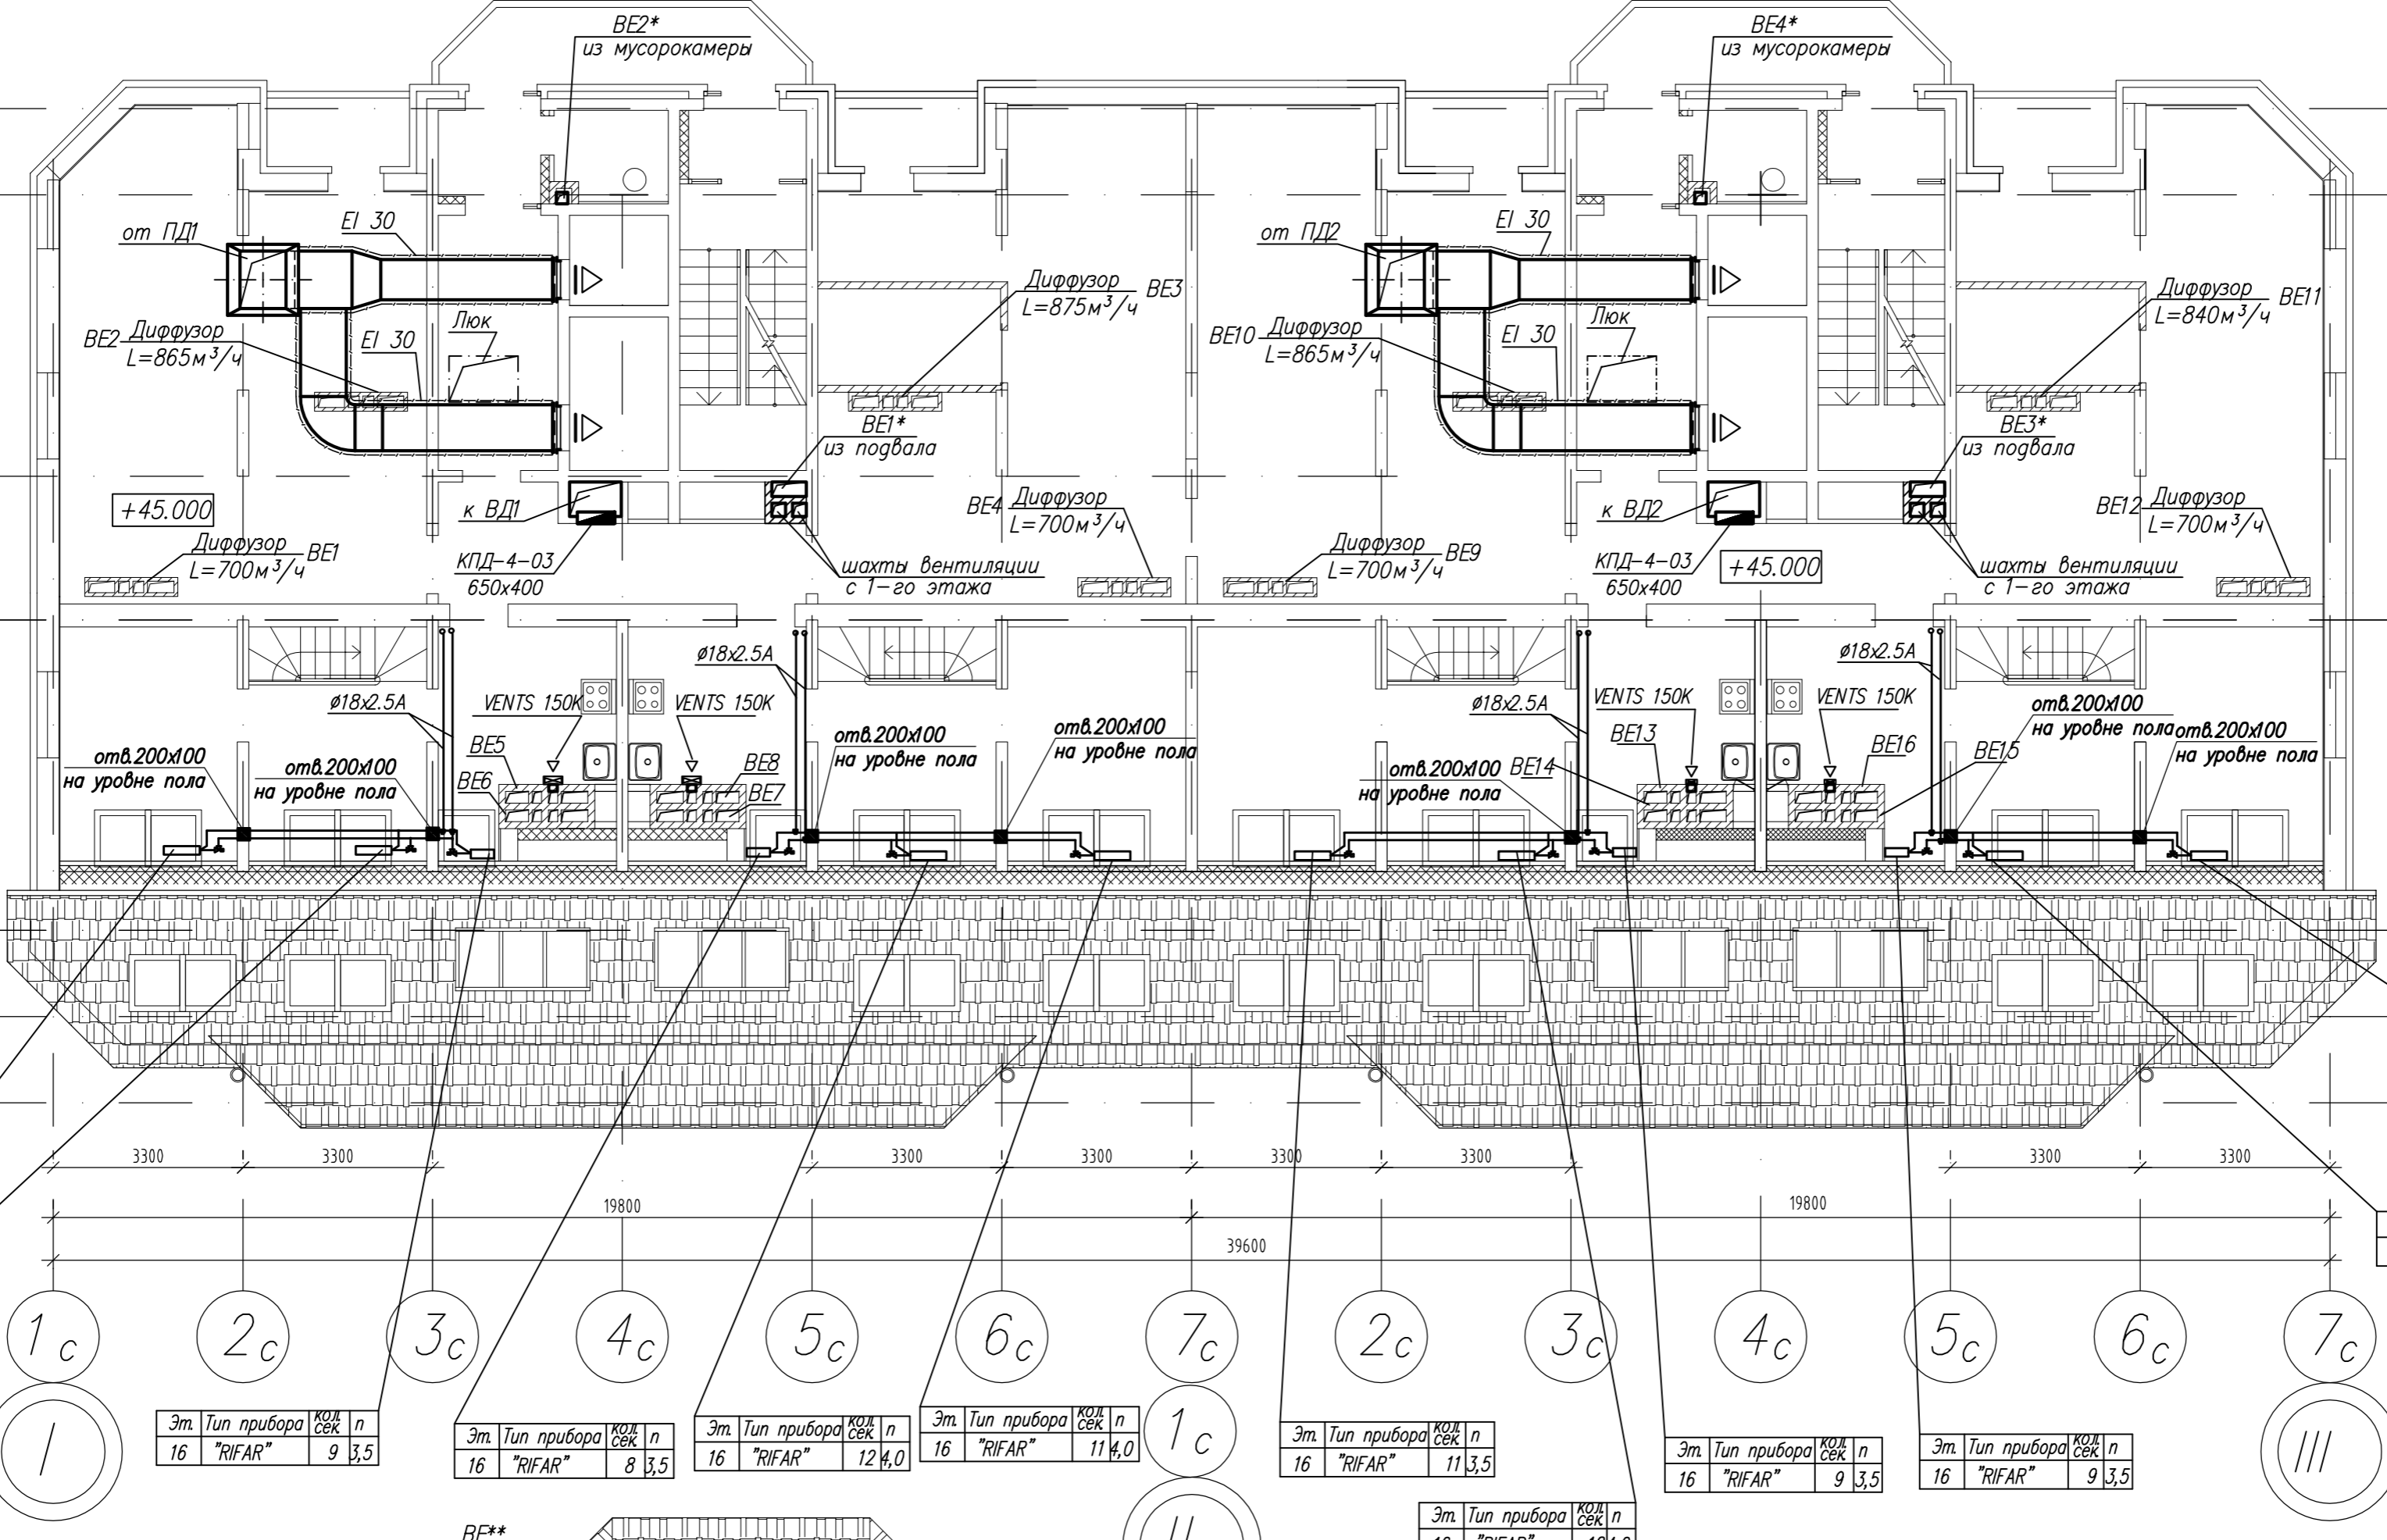 ВЕ2*
из мусорокамеры
ВЕ4*
из мусорокамеры
от ПД1
EI 30
от ПД2
EI 30
Диффузор ВЕ3
L=875м³/ч
Диффузор ВЕ11
L=840м³/ч
ВЕ2 Диффузор
L=865м³/ч
EI 30
Люк
ВЕ10 Диффузор
L=865м³/ч
EI 30
Люк
ВЕ1*
из подвала
ВЕ3*
из подвала
+45.000
к ВД1
ВЕ4 Диффузор
L=700м³/ч
к ВД2
ВЕ12 Диффузор
L=700м³/ч
Диффузор ВЕ1
L=700м³/ч
КПД-4-03
650х400
шахты вентиляции
с 1-го этажа
Диффузор ВЕ9
L=700м³/ч
КПД-4-03
650х400
+45.000
шахты вентиляции
с 1-го этажа
ø18х2.5А
ø18х2.5А
ø18х2.5А
ø18х2.5А
VENTS 150K
VENTS 150K
VENTS 150K
VENTS 150K
отв.200х100
на уровне пола
отв.200х100
на уровне пола
ВЕ5
ВЕ6
ВЕ8
ВЕ7
отв.200х100
на уровне пола
отв.200х100
на уровне пола
отв.200х100
на уровне пола
ВЕ13
ВЕ14
ВЕ16
ВЕ15
отв.200х100
на уровне пола
отв.200х100
на уровне пола
3300
3300
3300
3300
3300
3300
3300
3300
19800
19800
39600
1с
2с
3с
4с
5с
6с
7с
2с
3с
4с
5с
6с
7с
I
1с
II
III
Эт. Тип прибора кол. сек. n
16 "RIFAR" 9 3,5
Эт. Тип прибора кол. сек. n
16 "RIFAR" 8 3,5
Эт. Тип прибора кол. сек. n
16 "RIFAR" 12 4,0
Эт. Тип прибора кол. сек. n
16 "RIFAR" 11 4,0
Эт. Тип прибора кол. сек. n
16 "RIFAR" 11 3,5
Эт. Тип прибора кол. сек. n
16 "RIFAR" 9 3,5
Эт. Тип прибора кол. сек. n
16 "RIFAR" 9 3,5
Эт. Тип прибора кол. сек. n
ВЕ**